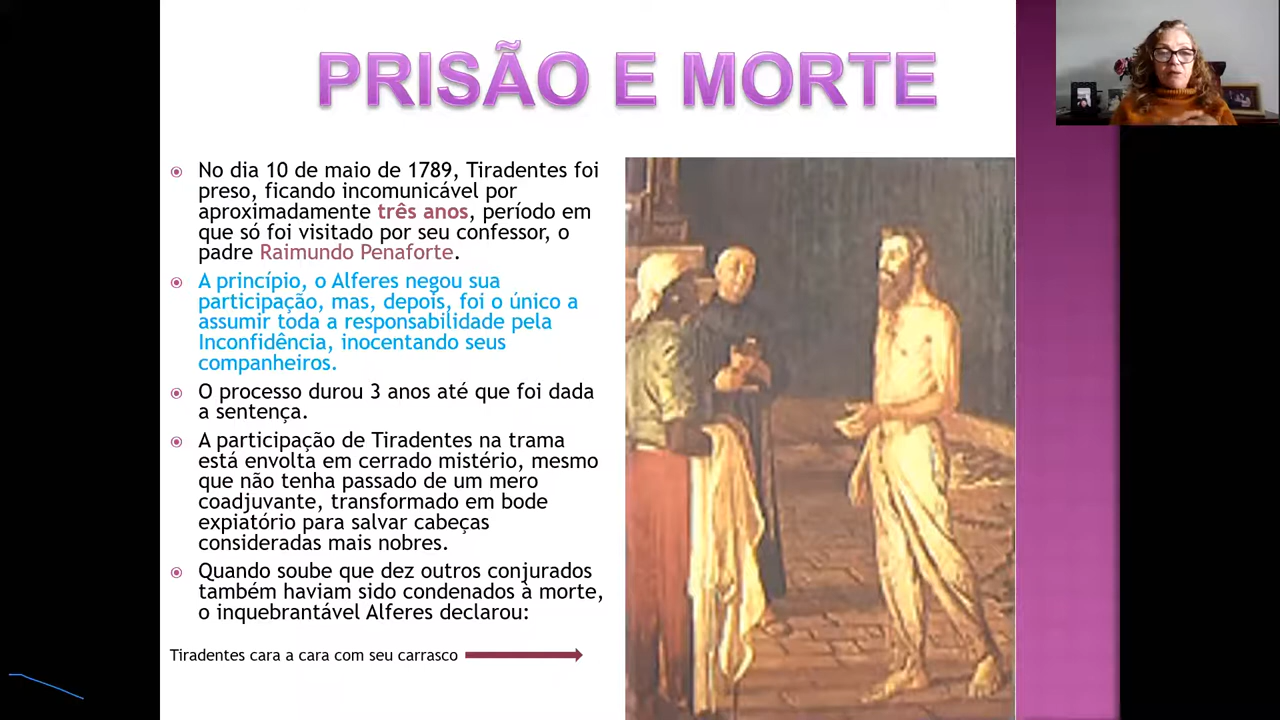 PRISÃO E MORTE
No dia 10 de maio de 1789, Tiradentes foi
preso, ficando incomunicável por
aproximadamente três anos, período em
que só foi visitado por seu confessor, o
padre Raimundo Penaforte.
A princípio, o Alferes negou sua
participação, mas, depois, foi o único a
assumir toda a responsabilidade pela
Inconfidência, inocentando seus
companheiros.
O processo durou 3 anos até que foi dada
a sentença.
A participação de Tiradentes na trama
está envolta em cerrado mistério, mesmo
que não tenha passado de um mero
coadjuvante, transformado em bode
expiatório para salvar cabeças
consideradas mais nobres.
Quando soube que dez outros conjurados
também haviam sido condenados à morte,
o inquebrantável Alferes declarou:
Tiradentes cara a cara com seu carrasco